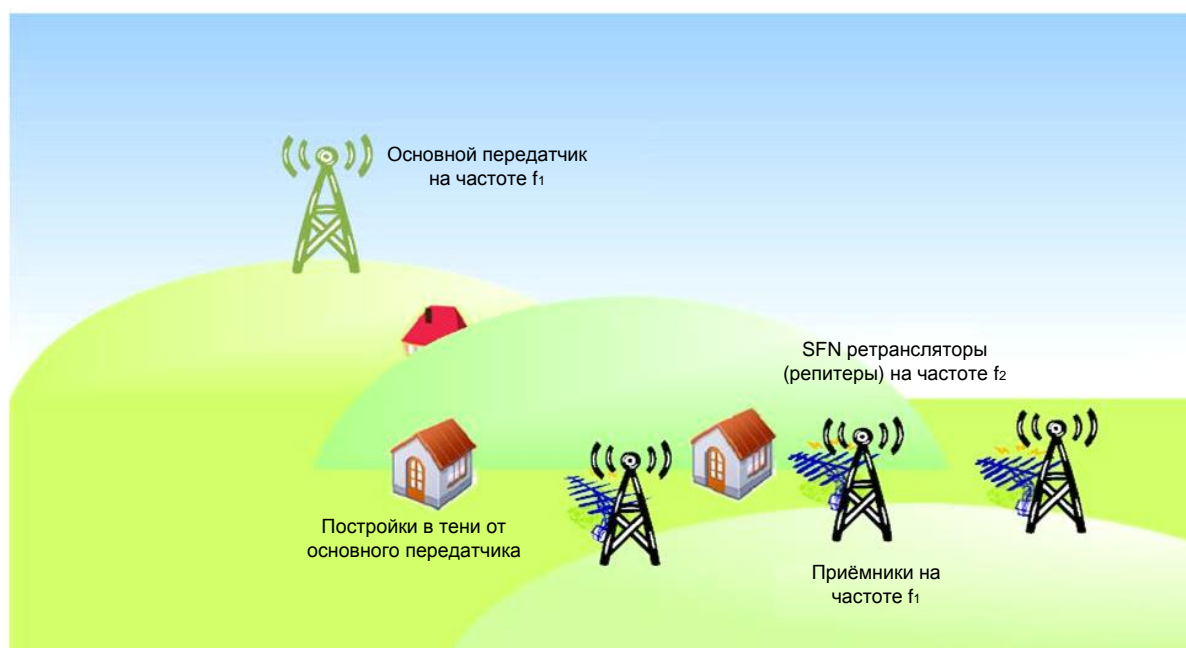 Основной передатчик
на частоте f₁
SFN ретрансляторы
(репитеры) на частоте f₂
Постройки в тени от
основного передатчика
Приёмники на
частоте f₁